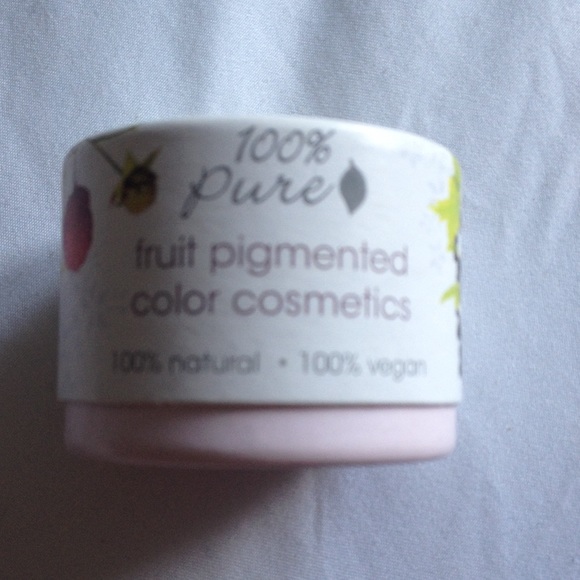 100%
pure
fruit pigmented
color cosmetics
100% natural • 100% vegan